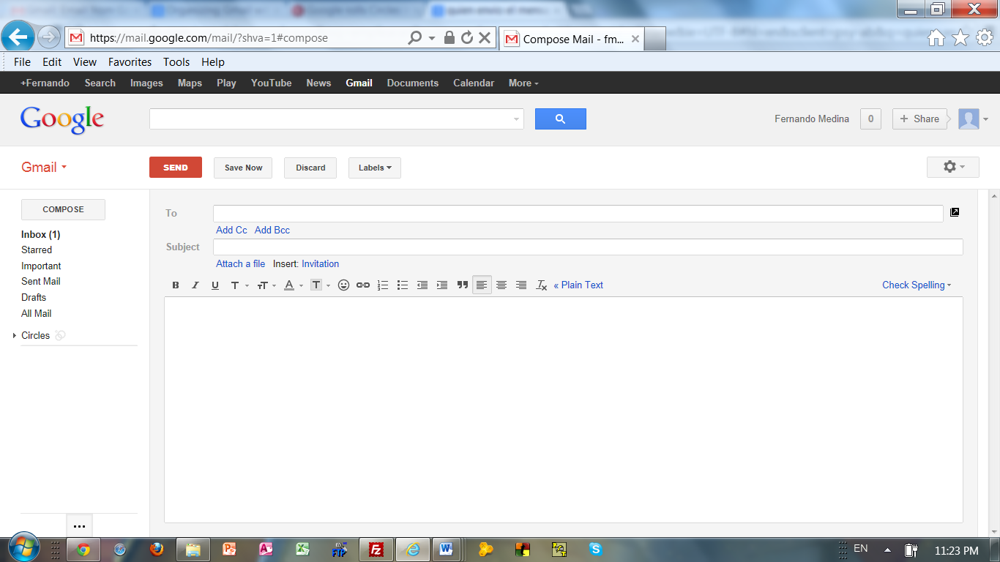 https://mail.google.com/mail/?shva=1#compose
Compose Mail - fm...
File Edit View Favorites Tools Help
+Fernando Search Images Maps Play YouTube News Gmail Documents Calendar More
Google
Fernando Medina 0 + Share
Gmail
SEND Save Now Discard Labels
COMPOSE
Inbox (1)
Starred
Important
Sent Mail
Drafts
All Mail
Circles
To
Add Cc Add Bcc
Subject
Attach a file Insert: Invitation
B I U T TT A T « Plain Text Check Spelling
...
EN 11:23 PM